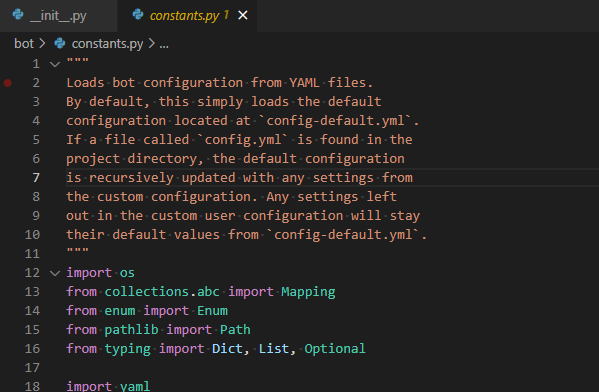 __init__.py constants.py 1 ×
bot > constants.py > ...
1 """
2 Loads bot configuration from YAML files.
3 By default, this simply loads the default
4 configuration located at `config-default.yml`.
5 If a file called `config.yml` is found in the
6 project directory, the default configuration
7 is recursively updated with any settings from
8 the custom configuration. Any settings left
9 out in the custom user configuration will stay
10 their default values from `config-default.yml`.
11 """
12 import os
13 from collections.abc import Mapping
14 from enum import Enum
15 from pathlib import Path
16 from typing import Dict, List, Optional
17
18 import yaml